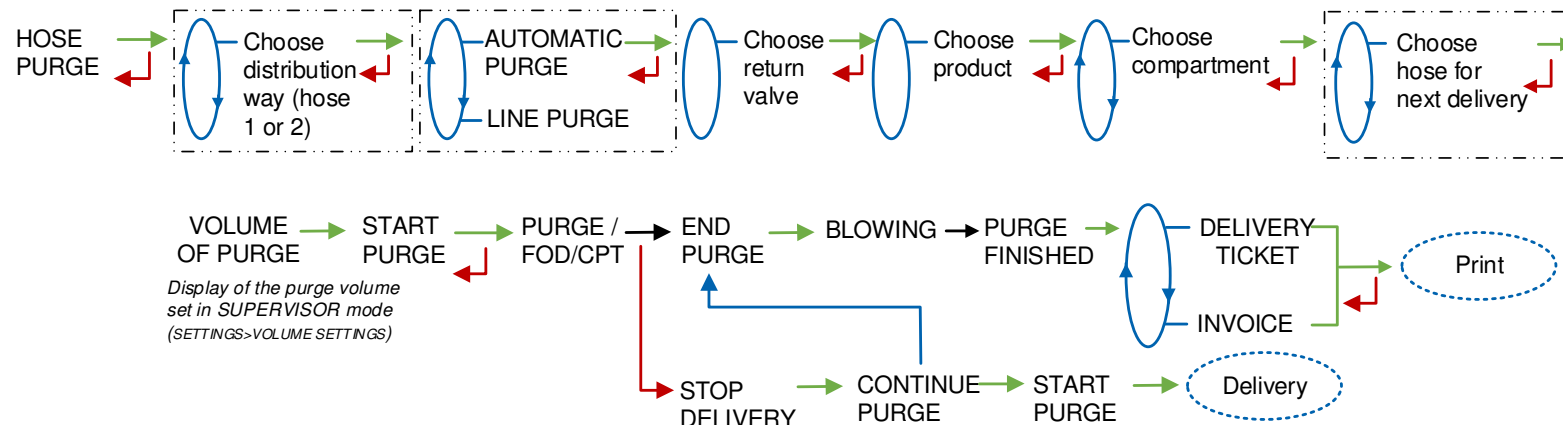 HOSE
PURGE
Choose
distribution
way (hose
1 or 2)
AUTOMATIC
PURGE
LINE PURGE
Choose
return
valve
Choose
product
Choose
compartment
Choose
hose for
next delivery
VOLUME
OF PURGE
Display of the purge volume
set in SUPERVISOR mode
(SETTINGS>VOLUME SETTINGS)
START
PURGE
PURGE /
FOD/CPT
END
PURGE
BLOWING
PURGE
FINISHED
DELIVERY
TICKET
INVOICE
Print
STOP
DELIVERY
CONTINUE
PURGE
START
PURGE
Delivery